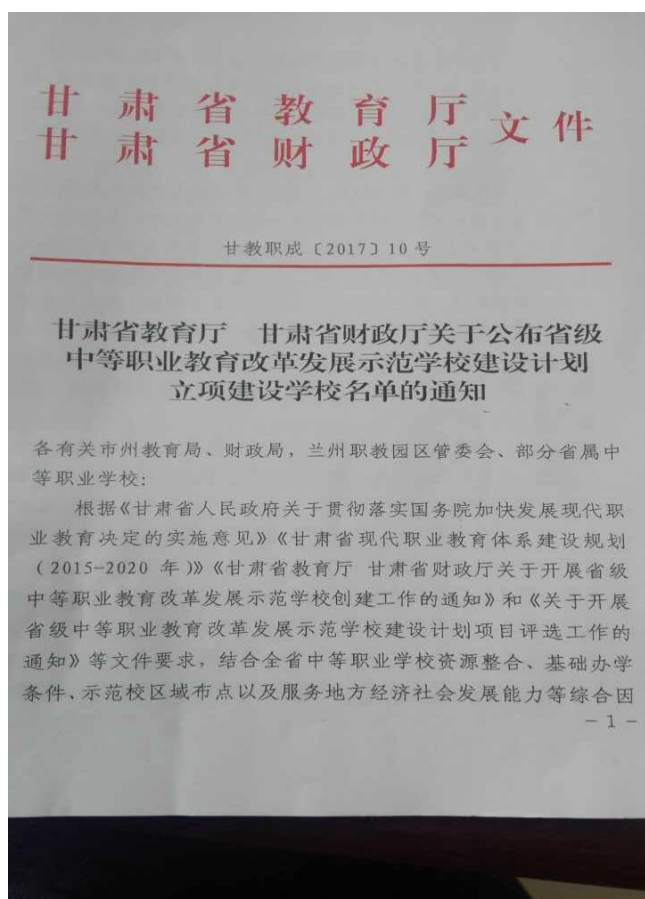 甘肃省教育厅
甘肃省财政厅
文件
甘教职成〔2017〕10号
甘肃省教育厅 甘肃省财政厅关于公布省级
中等职业教育改革发展示范学校建设计划
立项建设学校名单的通知
各有关市州教育局、财政局，兰州职教园区管委会、部分省属中
等职业学校：
根据《甘肃省人民政府关于贯彻落实国务院加快发展现代职
业教育决定的实施意见》《甘肃省现代职业教育体系建设规划
（2015-2020 年）》《甘肃省教育厅 甘肃省财政厅关于开展省级
中等职业教育改革发展示范学校创建工作的通知》和《关于开展
省级中等职业教育改革发展示范学校建设计划项目评选工作的
通知》等文件要求，结合全省中等职业学校资源整合、基础办学
条件、示范校区域布点以及服务地方经济社会发展能力等综合因
－1－